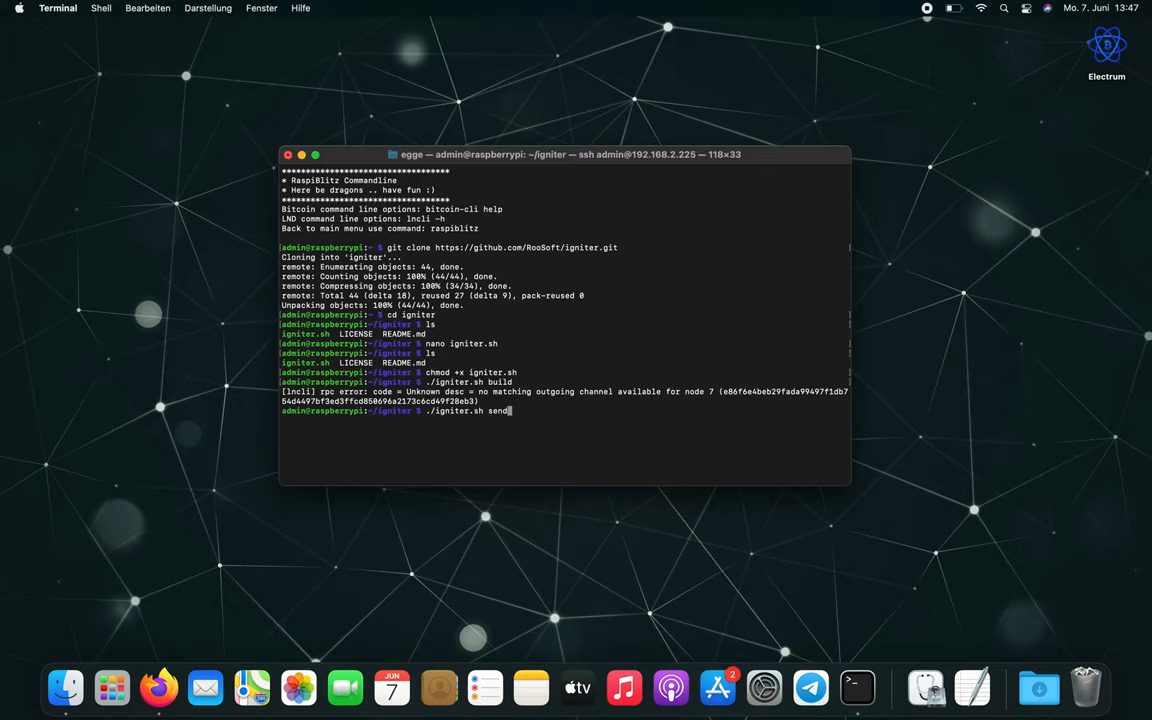 Terminal Shell Bearbeiten Darstellung Fenster Hilfe Mo. 7. Juni 13:47
Electrum
egge — admin@raspberrypi: ~/igniter — ssh admin@192.168.2.225 — 118×33
***********************************
* RaspiBlitz Commandline
* Here be dragons .. have fun :)
***********************************
Bitcoin command line options: bitcoin-cli help
LND command line options: lncli -h
Back to main menu use command: raspiblitz
[admin@raspberrypi:~ $ git clone https://github.com/RooSoft/igniter.git ]
Cloning into 'igniter'...
remote: Enumerating objects: 44, done.
remote: Counting objects: 100% (44/44), done.
remote: Compressing objects: 100% (34/34), done.
remote: Total 44 (delta 18), reused 27 (delta 9), pack-reused 0
Unpacking objects: 100% (44/44), done.
[admin@raspberrypi:~ $ cd igniter ]
[admin@raspberrypi:~/igniter $ ls ]
igniter.sh LICENSE README.md
[admin@raspberrypi:~/igniter $ nano igniter.sh ]
[admin@raspberrypi:~/igniter $ ls ]
igniter.sh LICENSE README.md
[admin@raspberrypi:~/igniter $ chmod +x igniter.sh ]
[admin@raspberrypi:~/igniter $ ./igniter.sh build ]
[lncli] rpc error: code = Unknown desc = no matching outgoing channel available for node 7 (e86f6e4beb29fada99497f1db7
54d4497bf3ed3ffcd850696a2173c6cd49f28eb3)
admin@raspberrypi:~/igniter $ ./igniter.sh send
JUN
7
tv
2
>_